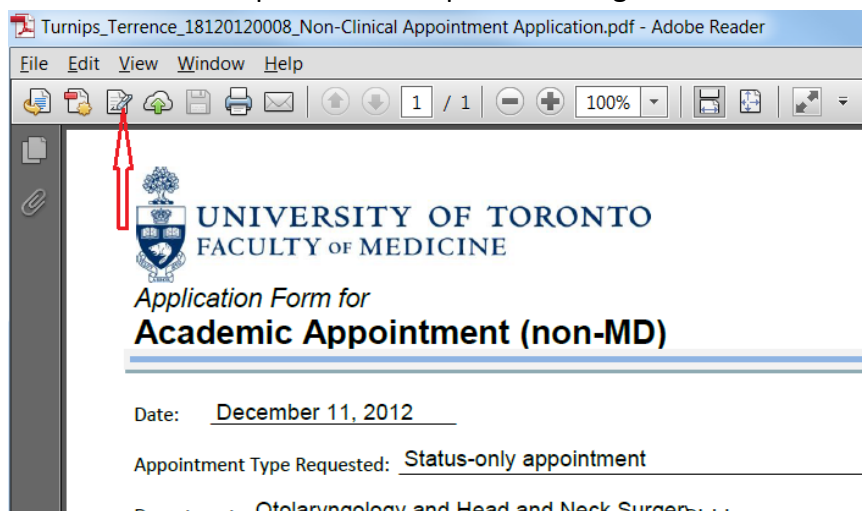 Turnips_Terrence_18120120008_Non-Clinical Appointment Application.pdf - Adobe Reader
File Edit View Window Help
1 / 1 100%
UNIVERSITY OF TORONTO
FACULTY OF MEDICINE
Application Form for
Academic Appointment (non-MD)
Date: December 11, 2012
Appointment Type Requested: Status-only appointment
Otolaryngology and Head and Neck Surgery